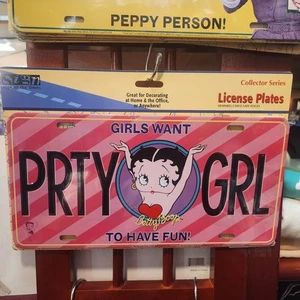 PEPPY PERSON!
Great for Decorating
at Home & the Office,
or Anywhere!
Collector Series
License Plates
GIRLS WANT
PRTY GRL
Betty Boop
TO HAVE FUN!